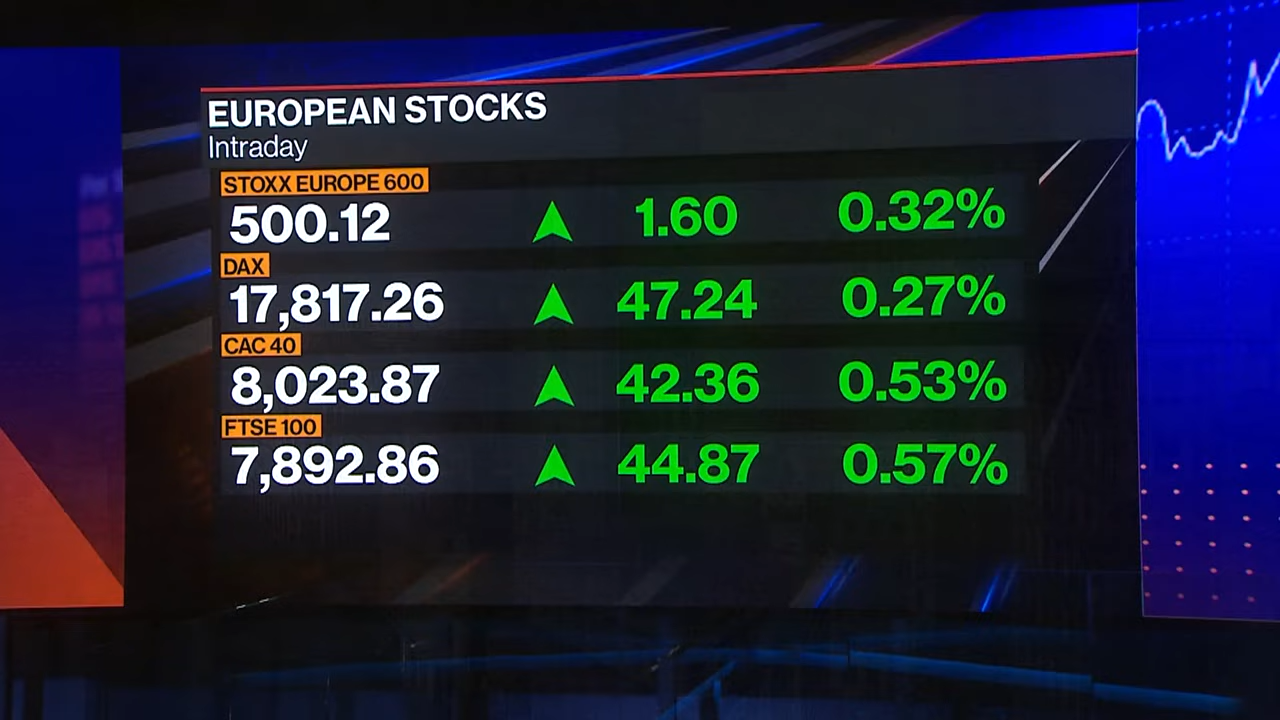 EUROPEAN STOCKS
Intraday
STOXX EUROPE 600
500.12 1.60 0.32%
DAX
17,817.26 47.24 0.27%
CAC 40
8,023.87 42.36 0.53%
FTSE 100
7,892.86 44.87 0.57%